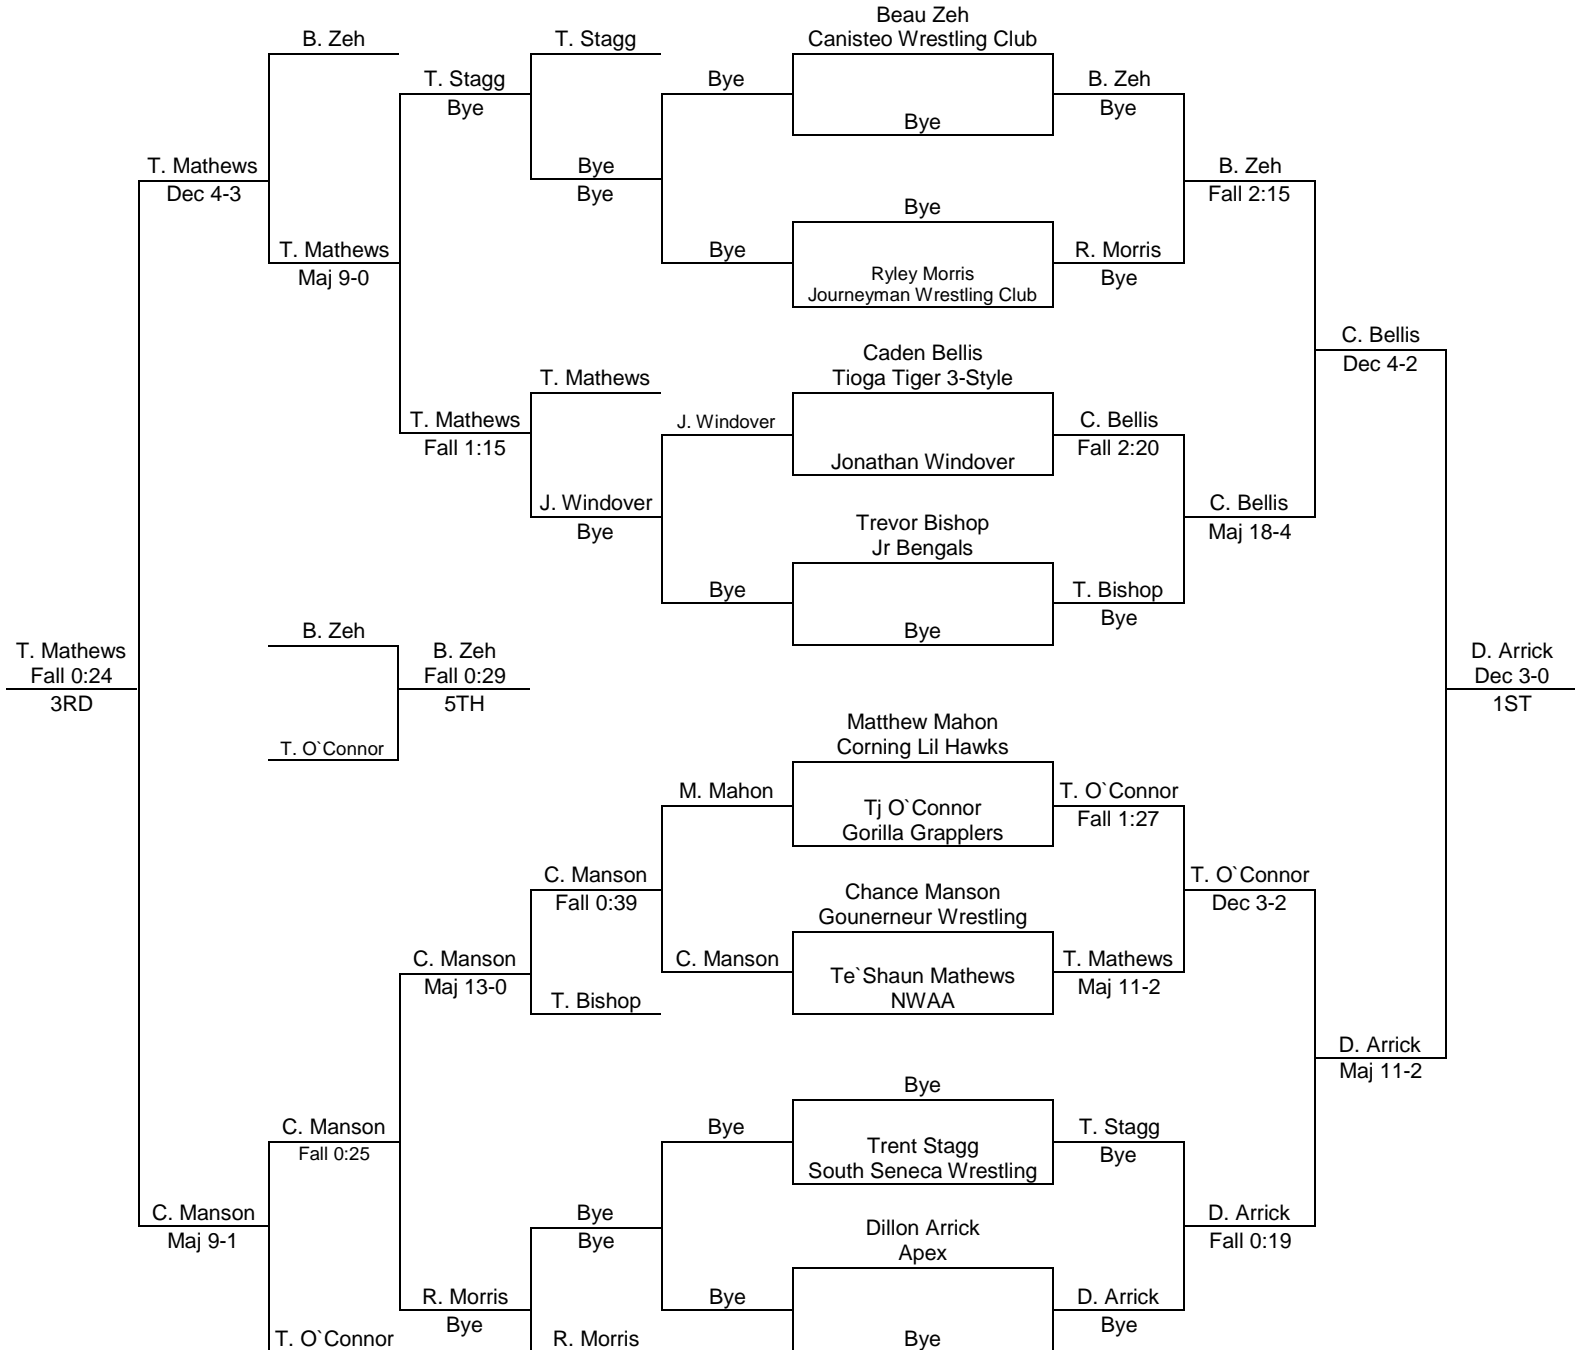 Beau Zeh
B. Zeh
T. Stagg
Canisteo Wrestling Club
T. Stagg
Bye
Bye
B. Zeh
Bye
Bye
T. Mathews
Dec 4-3
Bye
Bye
B. Zeh
Fall 2:15
Bye
T. Mathews
Maj 9-0
Bye
Ryley Morris
Journeyman Wrestling Club
R. Morris
Bye
C. Bellis
Dec 4-2
Caden Bellis
Tioga Tiger 3-Style
T. Mathews
T. Mathews
Fall 1:15
J. Windover
C. Bellis
Fall 2:20
Jonathan Windover
J. Windover
Bye
C. Bellis
Maj 18-4
Trevor Bishop
Jr Bengals
Bye
T. Bishop
Bye
Bye
B. Zeh
T. Mathews
Fall 0:24
3RD
B. Zeh
Fall 0:29
5TH
D. Arrick
Dec 3-0
1ST
T. O`Connor
Matthew Mahon
Corning Lil Hawks
M. Mahon
Tj O`Connor
Gorilla Grapplers
T. O`Connor
Fall 1:27
C. Manson
Fall 0:39
Chance Manson
Gounerneur Wrestling
T. O`Connor
Dec 3-2
C. Manson
Maj 13-0
C. Manson
Te`Shaun Mathews
NWAA
T. Mathews
Maj 11-2
T. Bishop
D. Arrick
Maj 11-2
Bye
C. Manson
Fall 0:25
Bye
Trent Stagg
South Seneca Wrestling
T. Stagg
Bye
C. Manson
Maj 9-1
Bye
Bye
Dillon Arrick
Apex
D. Arrick
Fall 0:19
R. Morris
Bye
Bye
D. Arrick
Bye
T. O`Connor
R. Morris
Bye